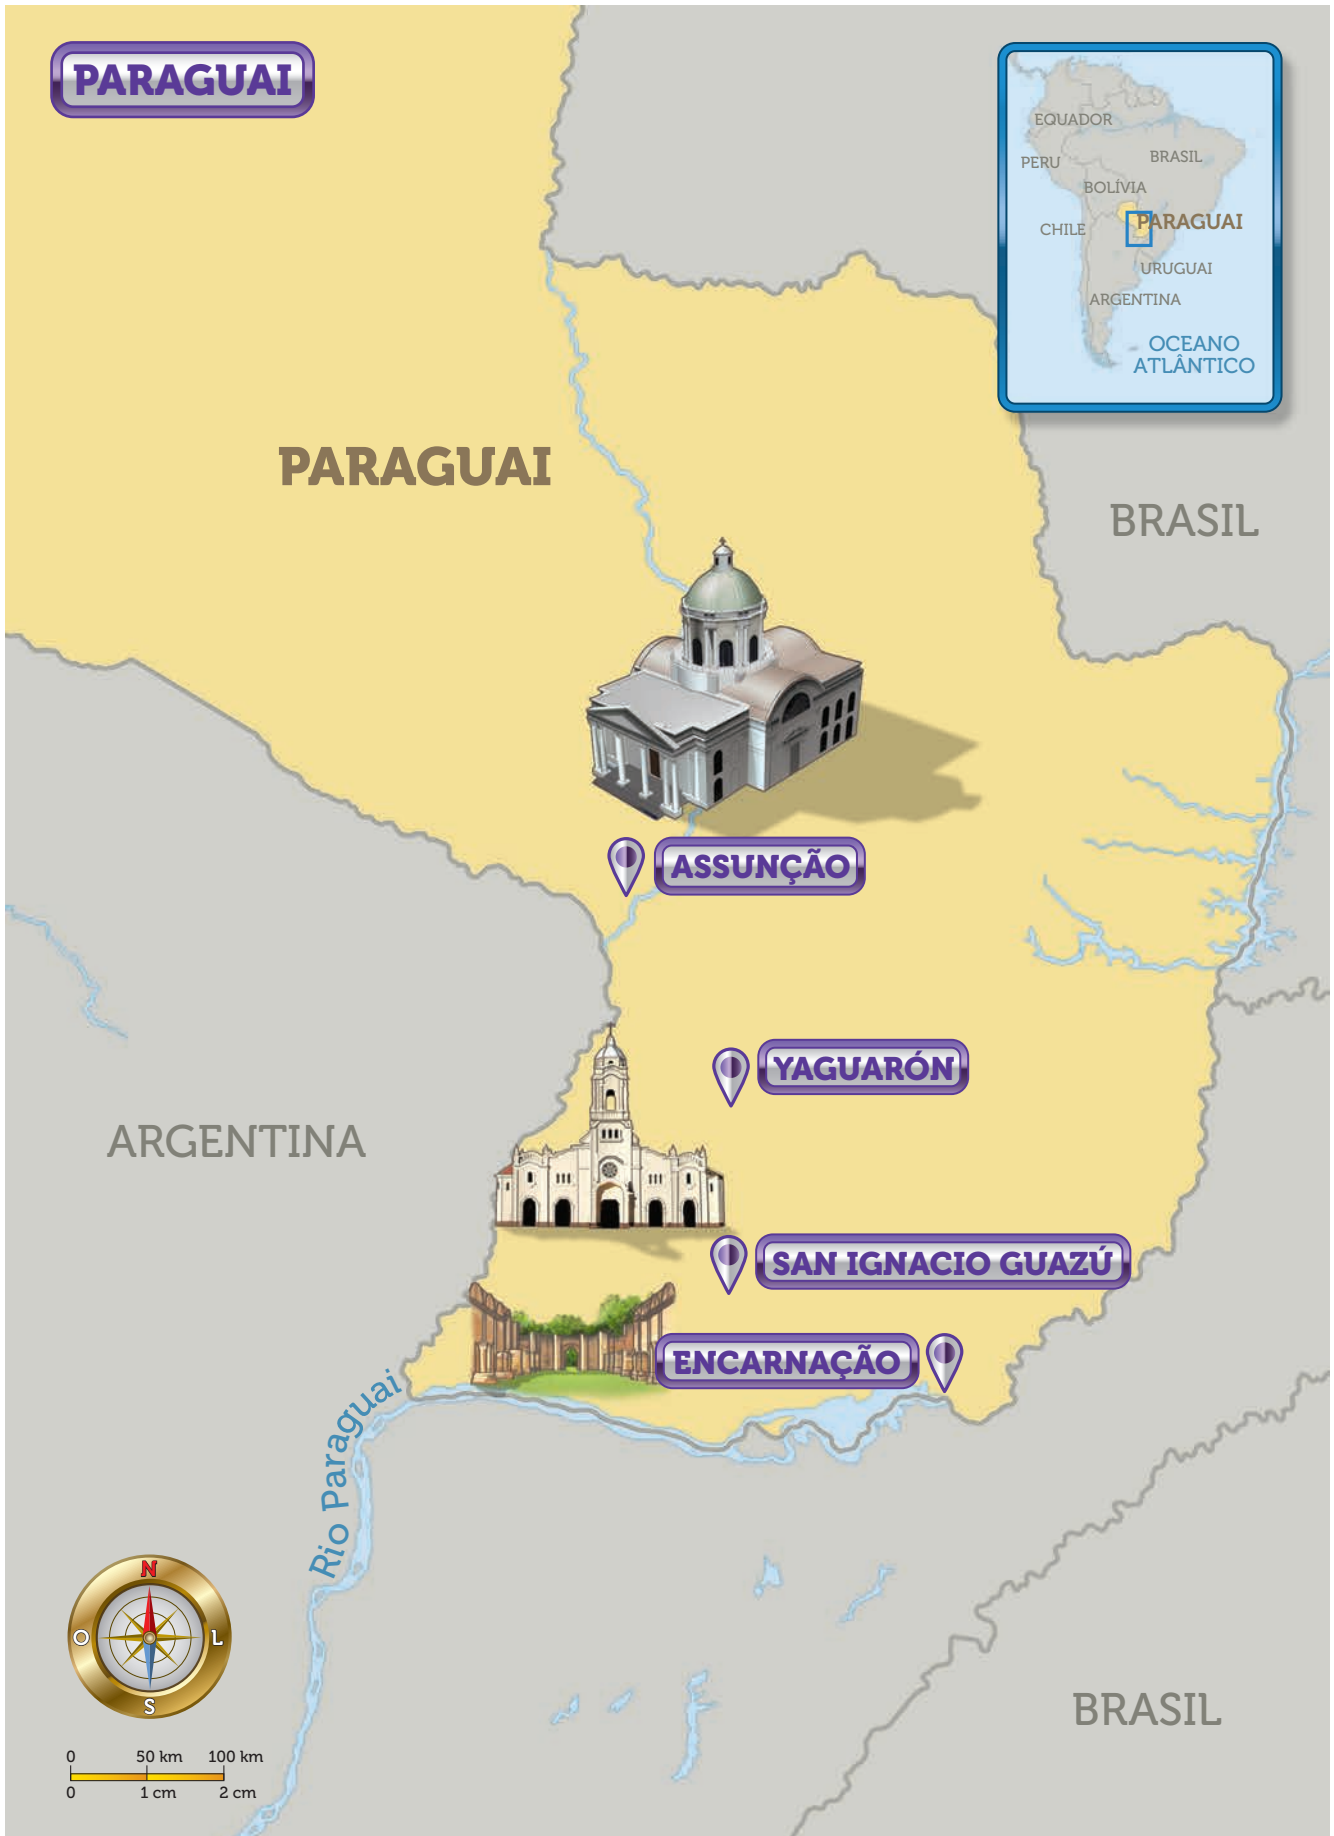 PARAGUAI
EQUADOR
PERU
BRASIL
BOLÍVIA
PARAGUAI
CHILE
URUGUAI
ARGENTINA
OCEANO
ATLÂNTICO
PARAGUAI
BRASIL
ASSUNÇÃO
YAGUARÓN
ARGENTINA
SAN IGNACIO GUAZÚ
ENCARNAÇÃO
Rio Paraguai
N
O
L
S
BRASIL
0 50 km 100 km
0 1 cm 2 cm